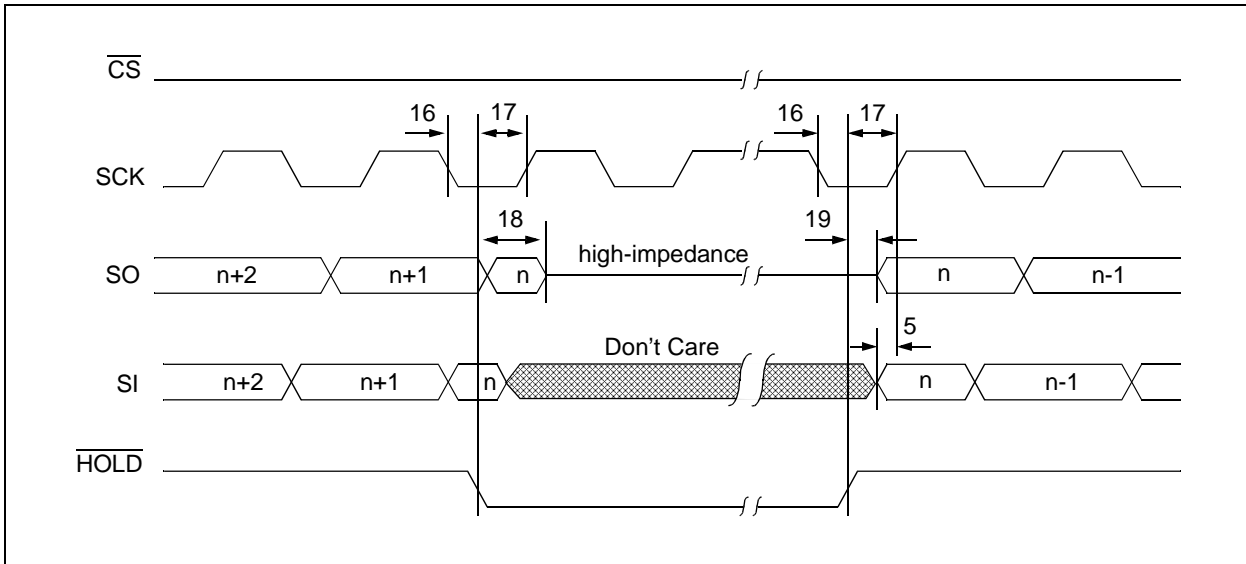 CS
16 17 16 17
SCK
18 19
high-impedance
SO n+2 n+1 n n n-1
5
Don't Care
SI n+2 n+1 n n n-1
HOLD